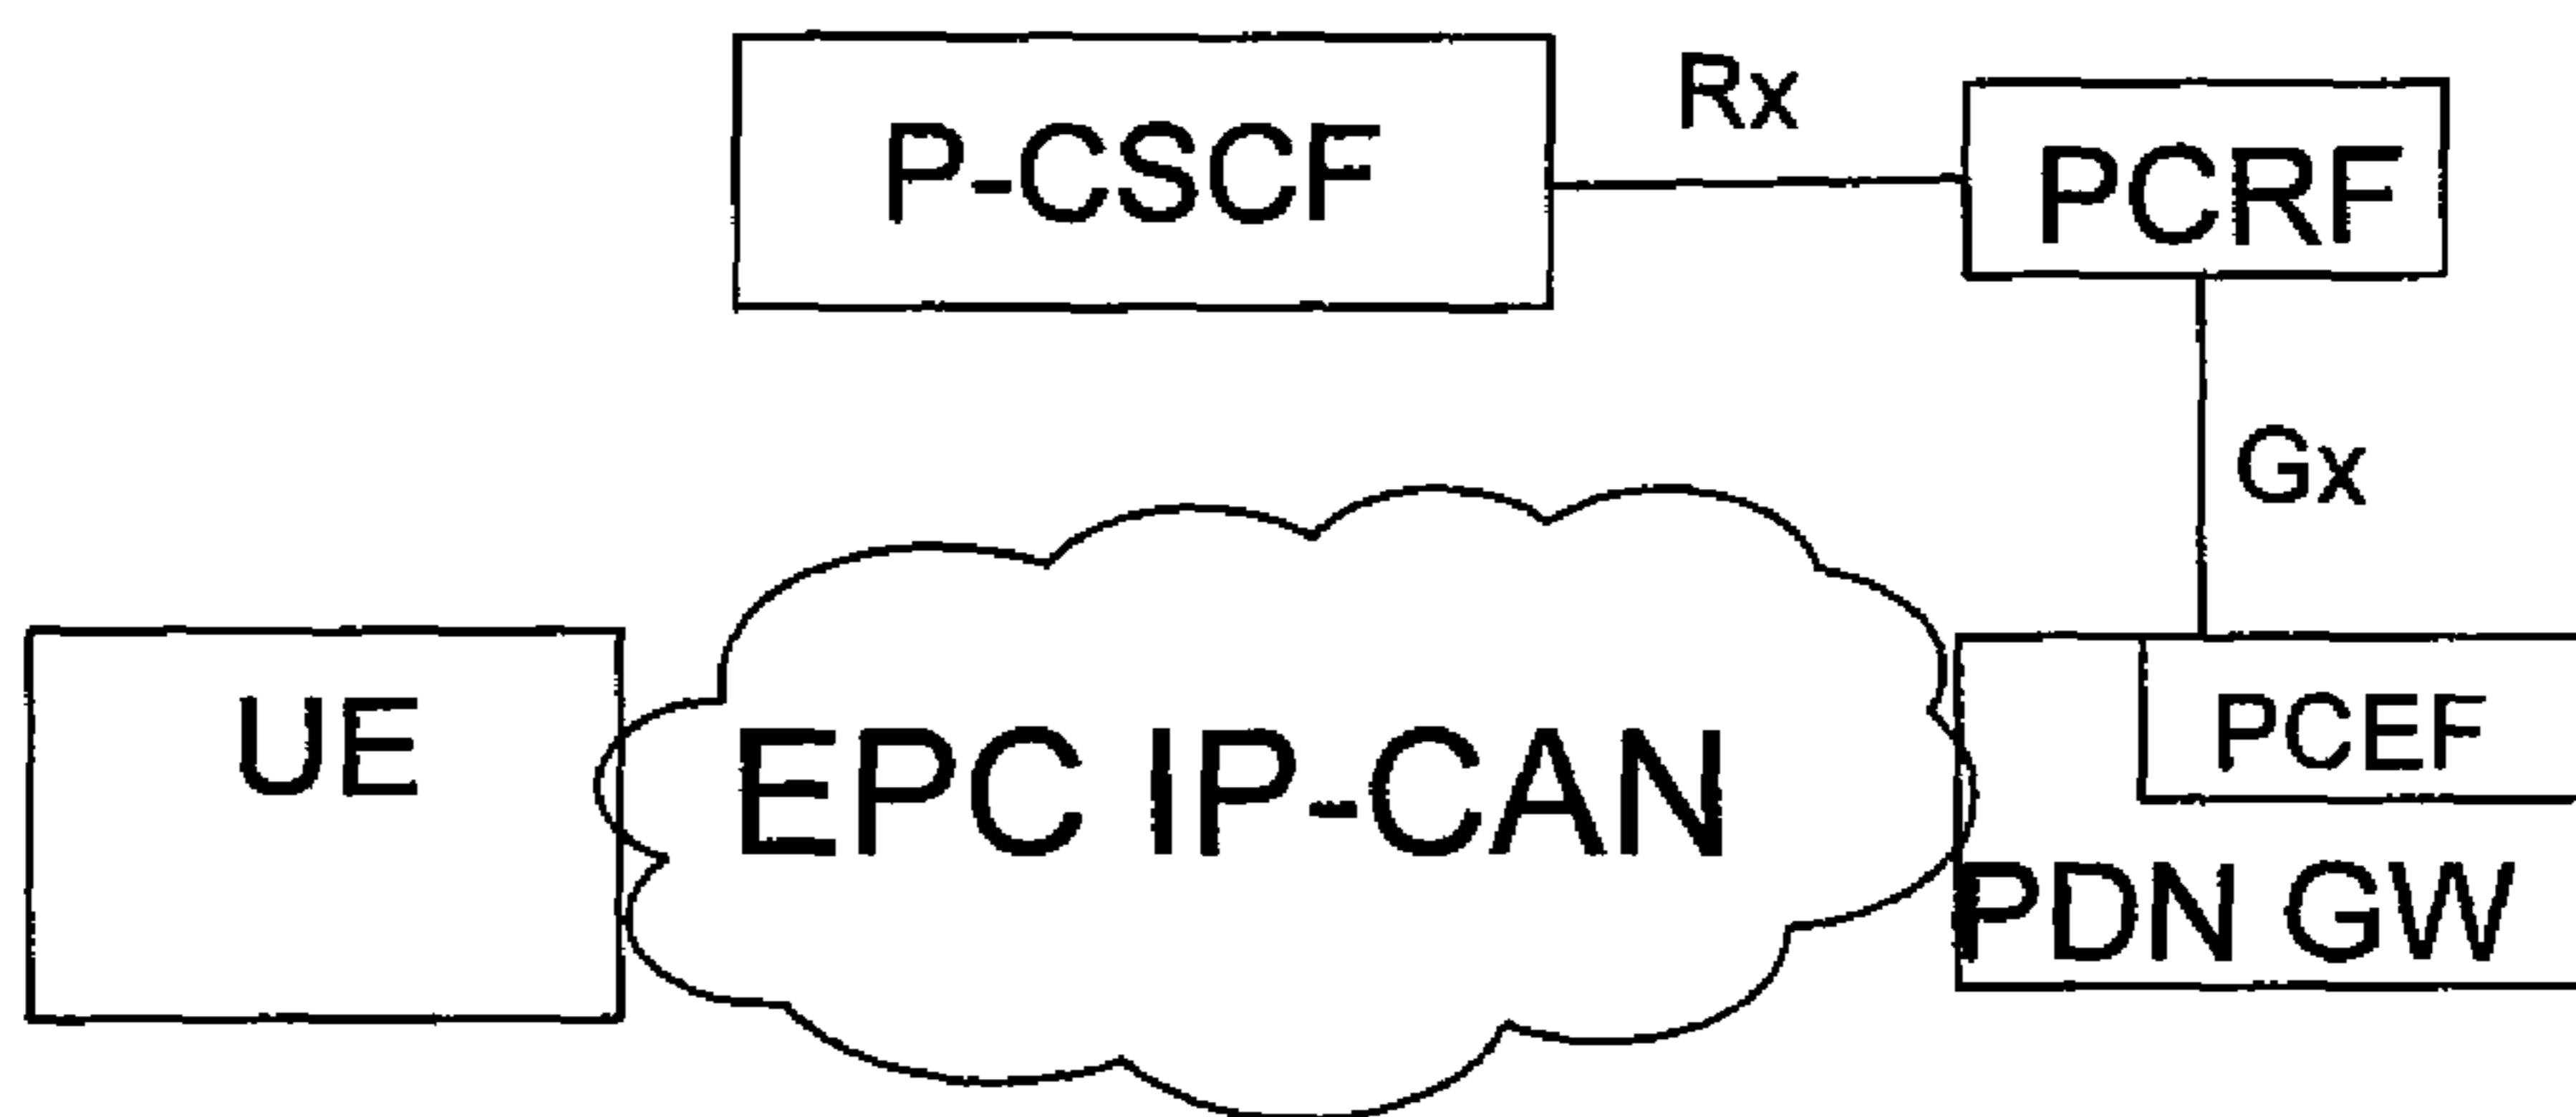 P-CSCF
Rx
PCRF
Gx
UE
EPC IP-CAN
PCEF
PDN GW